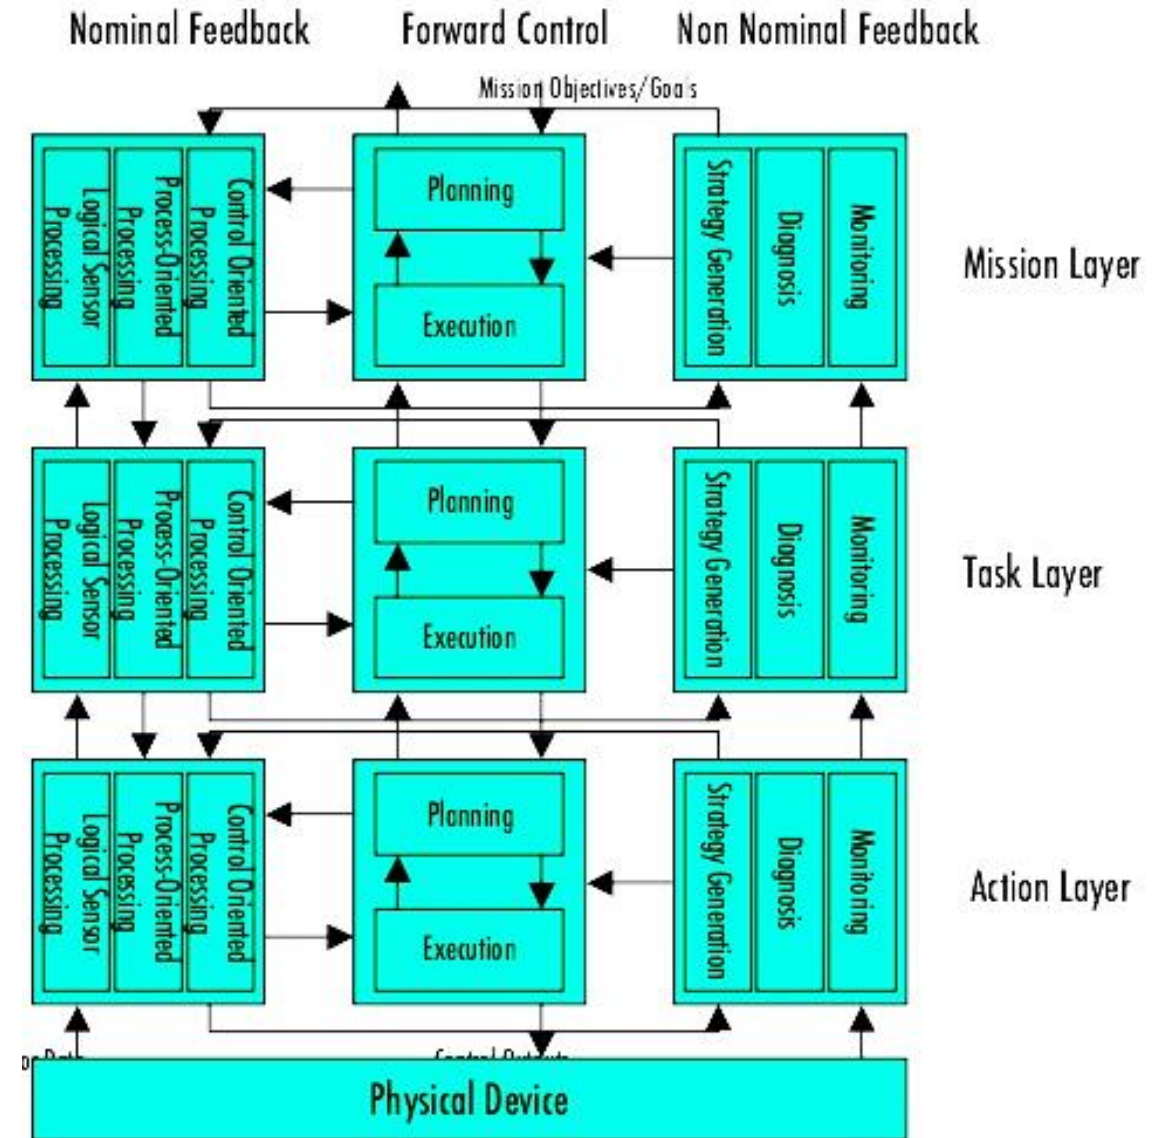 Nominal Feedback
Forward Control
Non Nominal Feedback
Mission Objectives/Goals
Logical Sensor
Processing
Process-Oriented
Processing
Control Oriented
Processing
Planning
Execution
Strategy Generation
Diagnosis
Monitoring
Mission Layer
Logical Sensor
Processing
Process-Oriented
Processing
Control Oriented
Processing
Planning
Execution
Strategy Generation
Diagnosis
Monitoring
Task Layer
Logical Sensor
Processing
Process-Oriented
Processing
Control Oriented
Processing
Planning
Execution
Strategy Generation
Diagnosis
Monitoring
Action Layer
Physical Device